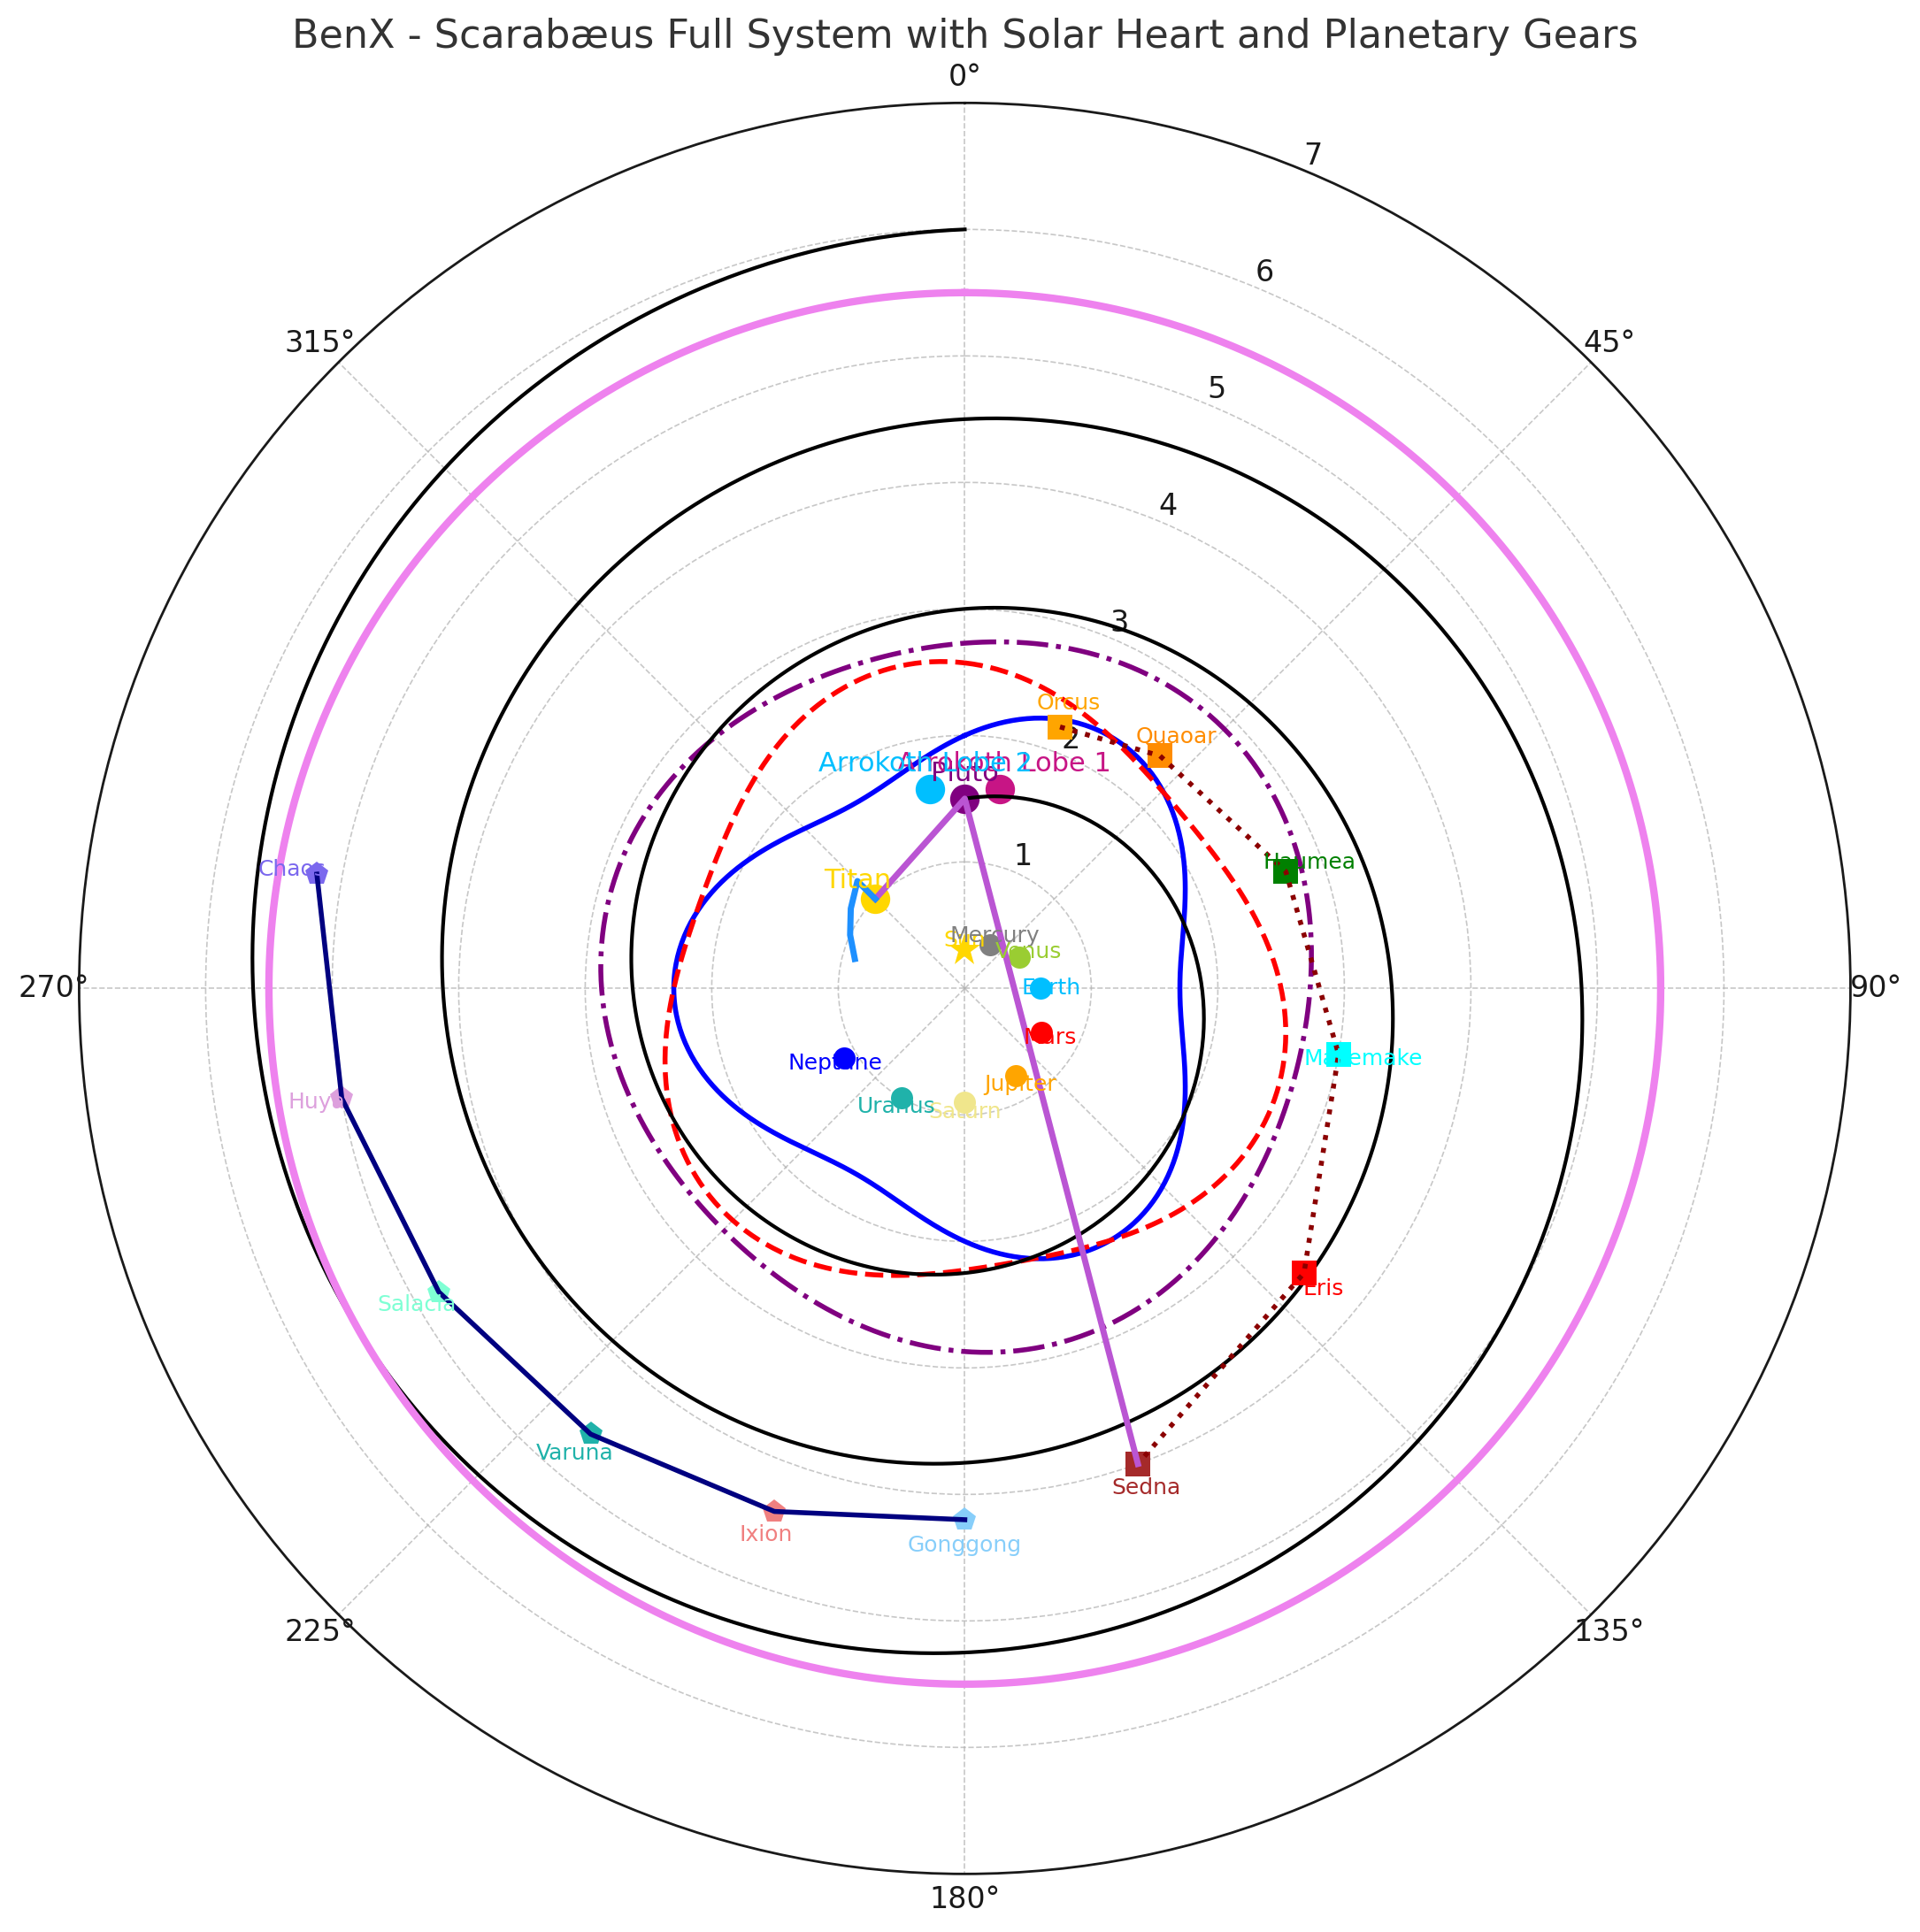 BenX - Scarabæus Full System with Solar Heart and Planetary Gears
0°
7
6
315°
45°
5
4
3
Orcus
Quaoar
2
Arrokoth Lobe 2
Arrokoth Lobe 1
Pluto
1
Haumea
Chaos
Titan
Mercury
Sun
Venus
270°
Earth
90°
Mars
Makemake
Neptune
Jupiter
Huya
Uranus
Saturn
Eris
Salacia
Varuna
Sedna
Ixion
Gonggong
225°
135°
180°